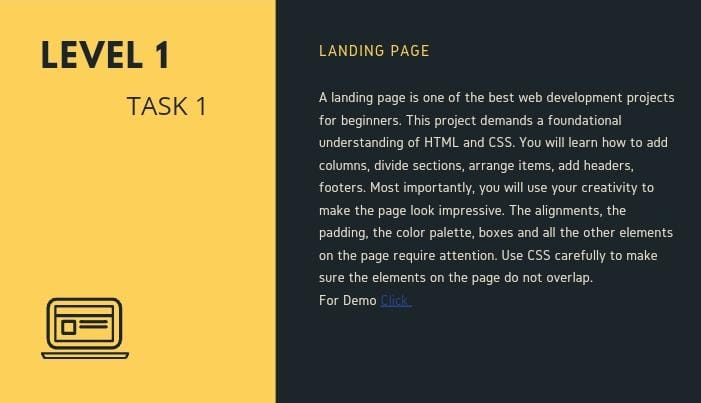 LEVEL 1
TASK 1
LANDING PAGE
A landing page is one of the best web development projects
for beginners. This project demands a foundational
understanding of HTML and CSS. You will learn how to add
columns, divide sections, arrange items, add headers,
footers. Most importantly, you will use your creativity to
make the page look impressive. The alignments, the
padding, the color palette, boxes and all the other elements
on the page require attention. Use CSS carefully to make
sure the elements on the page do not overlap.
For Demo Click